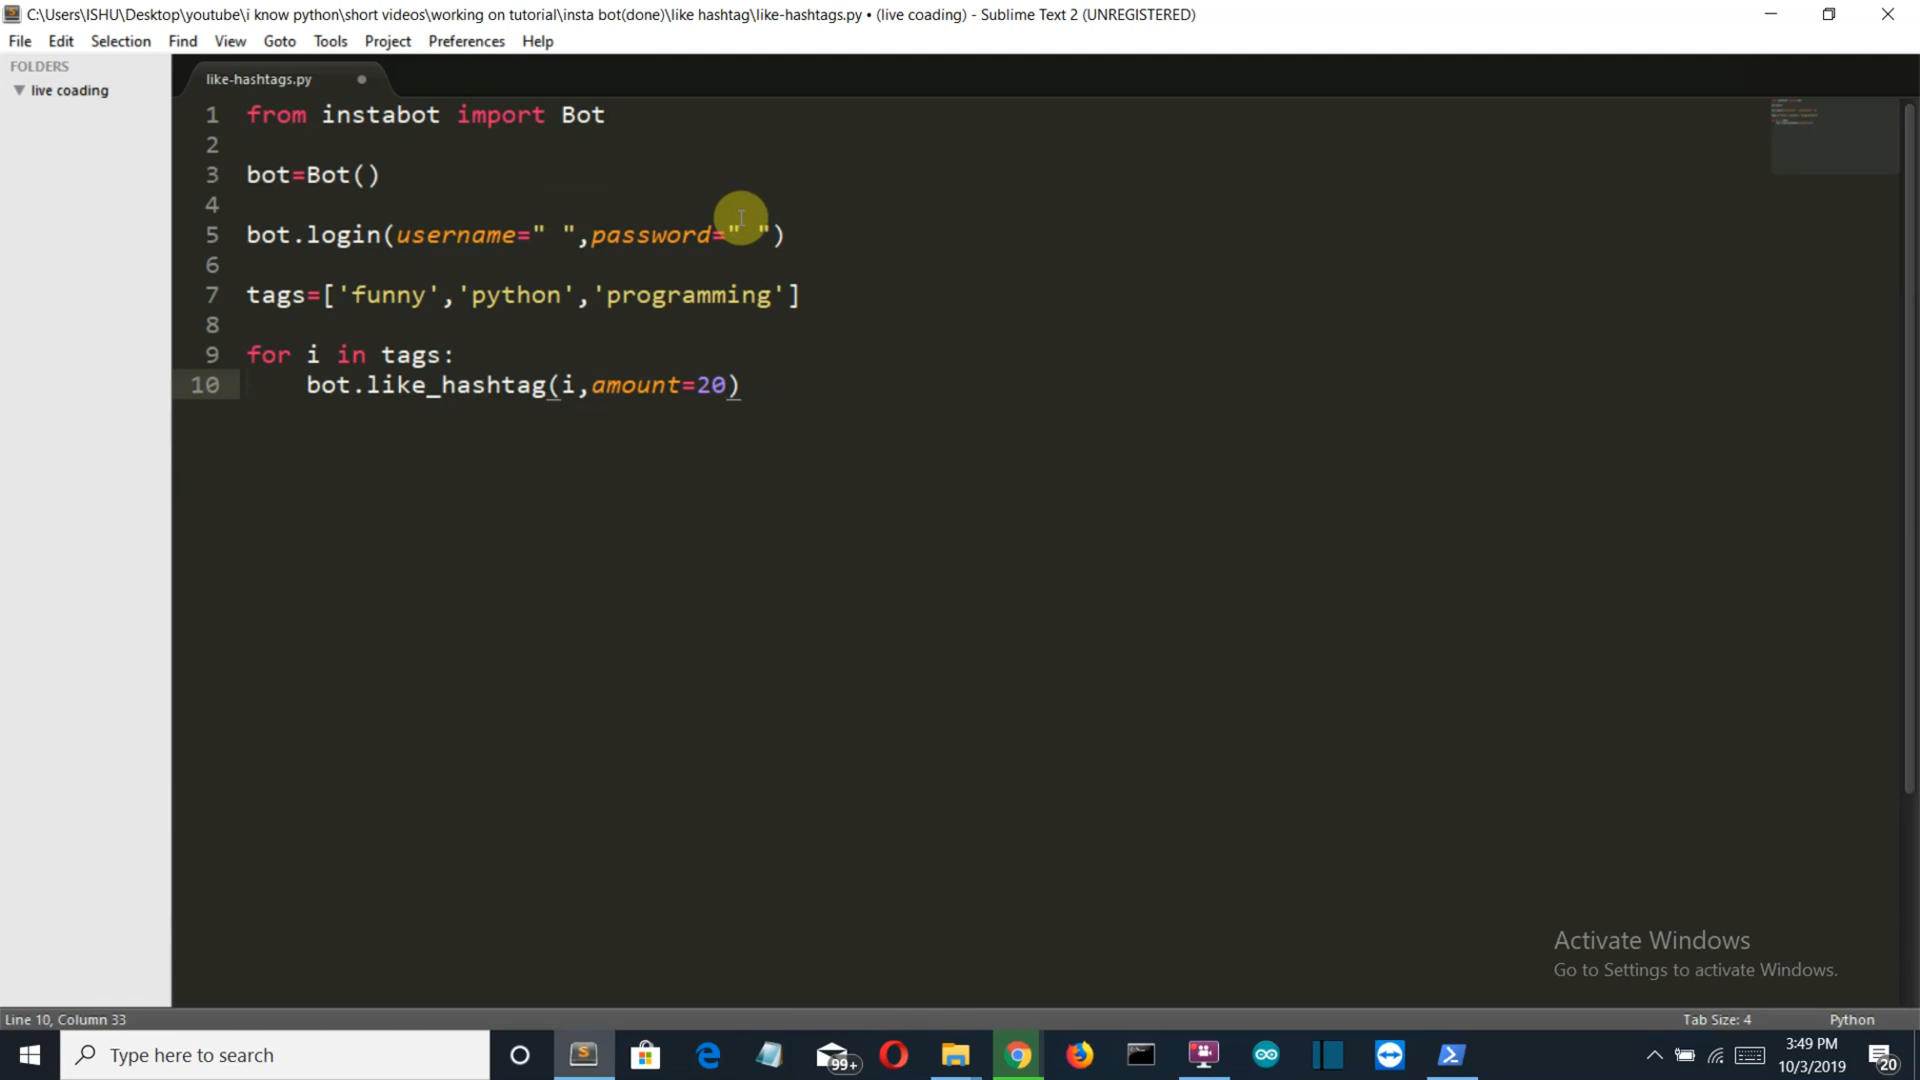 C:\Users\ISHU\Desktop\youtube\i know python\short videos\working on tutorial\insta bot(done)\like hashtag\like-hashtags.py • (live coading) - Sublime Text 2 (UNREGISTERED)
File Edit Selection Find View Goto Tools Project Preferences Help
FOLDERS
live coading
like-hashtags.py
1 from instabot import Bot
2
3 bot=Bot()
4
5 bot.login(username=" ",password=" ")
6
7 tags=['funny','python','programming']
8
9 for i in tags:
10 bot.like_hashtag(i,amount=20)
Activate Windows
Go to Settings to activate Windows.
Line 10, Column 33 Tab Size: 4 Python
Type here to search 99+ 3:49 PM
10/3/2019 20